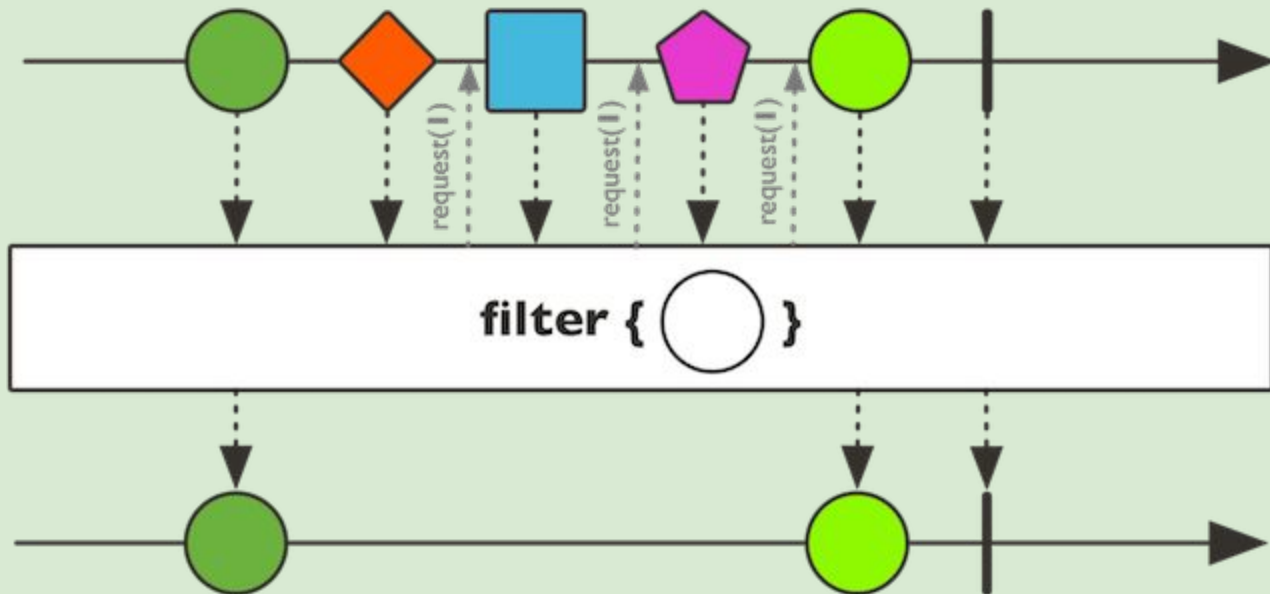 request(1)
request(1)
request(1)
filter { }